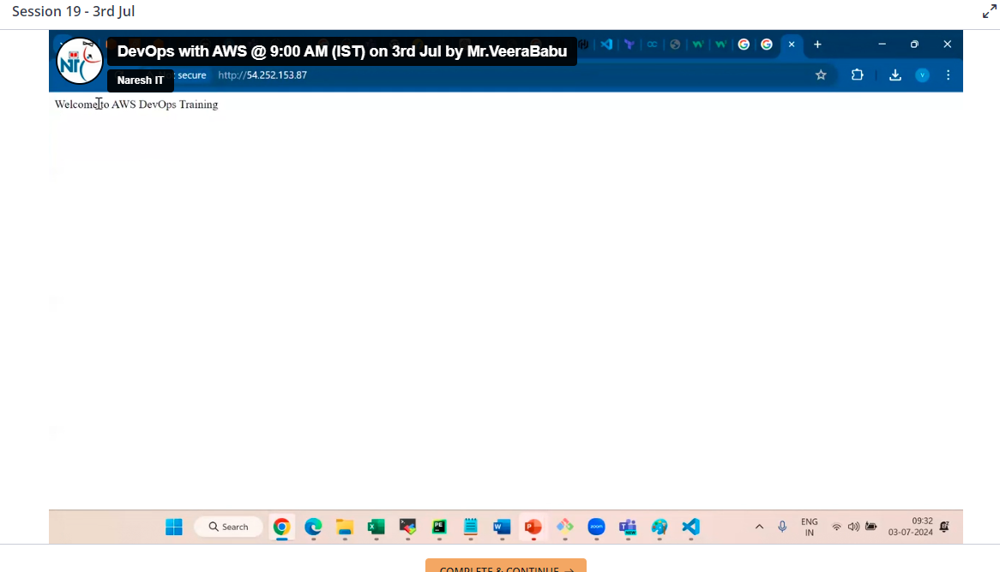 Session 19 - 3rd Jul
DevOps with AWS @ 9:00 AM (IST) on 3rd Jul by Mr.VeeraBabu
Naresh IT
secure http://54.252.153.87
Welcome to AWS DevOps Training
Search
ENG
IN
09:32
03-07-2024
COMPLETE & CONTINUE →